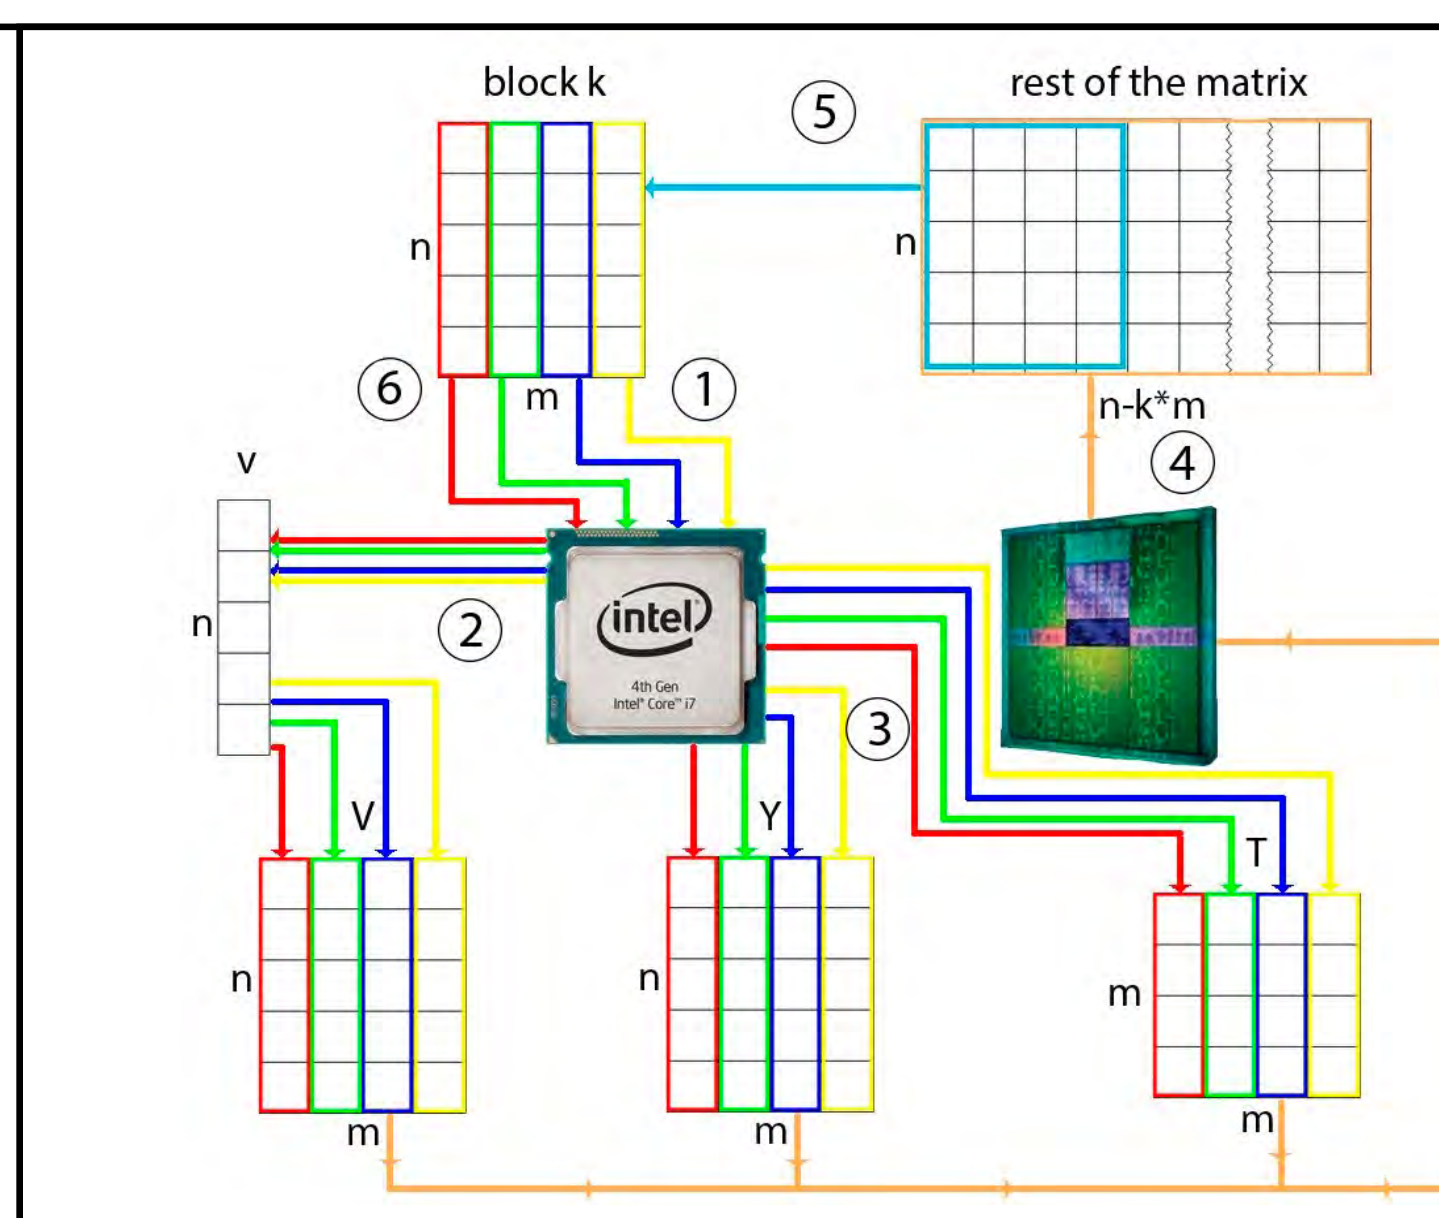 block k
rest of the matrix
5
n
n
6
m
1
n-k*m
4
v
n
2
intel
4th Gen
Intel® Core™ i7
3
V
Y
T
n
n
m
m
m
m